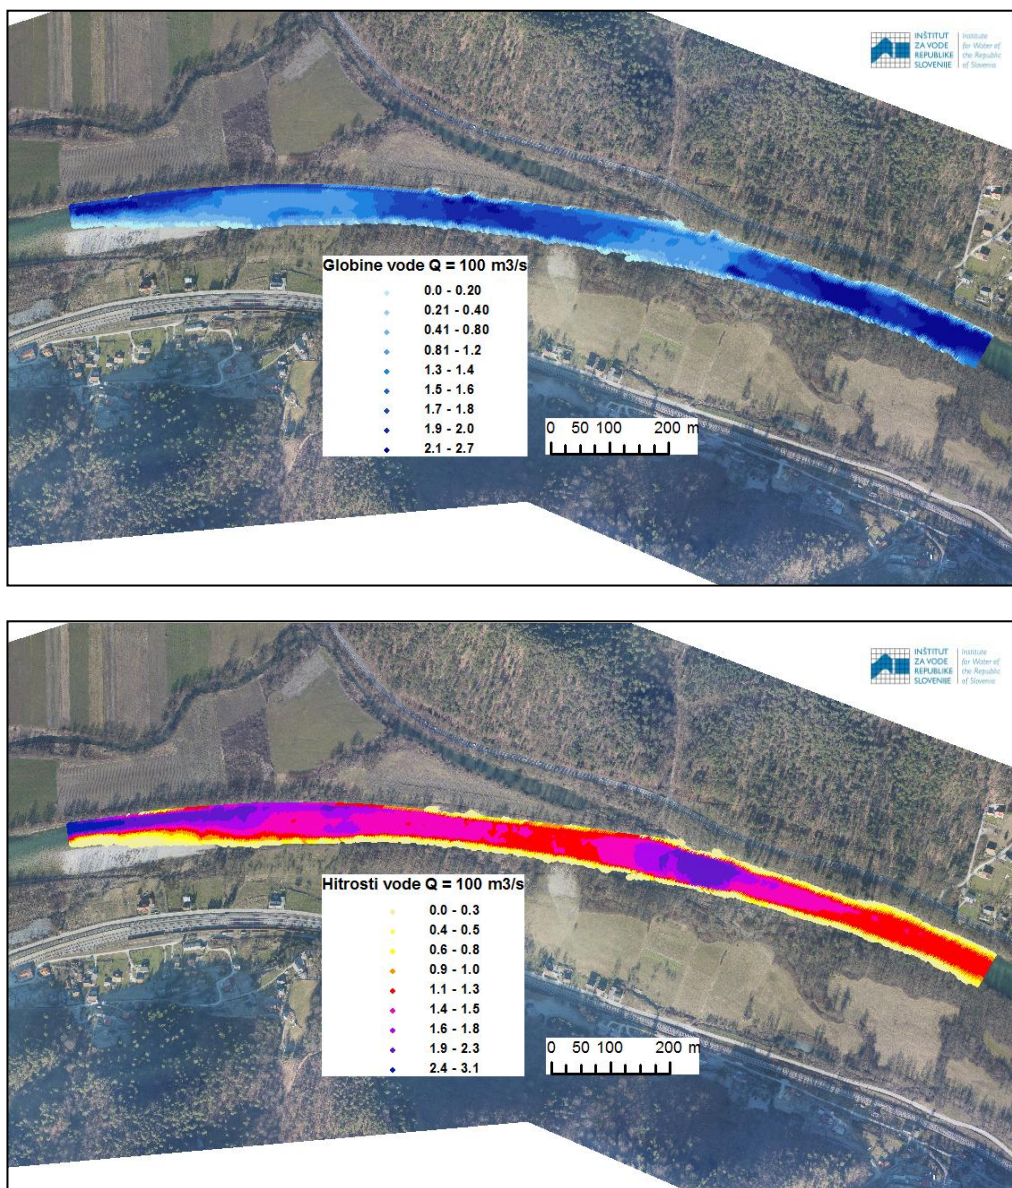 INŠTITUT
ZA VODE
REPUBLIKE
SLOVENIJE
Institute
for Water of
the Republic
of Slovenia
Globine vode Q = 100 m3/s
0.0 - 0.20
0.21 - 0.40
0.41 - 0.80
0.81 - 1.2
1.3 - 1.4
1.5 - 1.6
1.7 - 1.8
1.9 - 2.0
2.1 - 2.7
0 50 100 200 m
INŠTITUT
ZA VODE
REPUBLIKE
SLOVENIJE
Institute
for Water of
the Republic
of Slovenia
Hitrosti vode Q = 100 m3/s
0.0 - 0.3
0.4 - 0.5
0.6 - 0.8
0.9 - 1.0
1.1 - 1.3
1.4 - 1.5
1.6 - 1.8
1.9 - 2.3
2.4 - 3.1
0 50 100 200 m